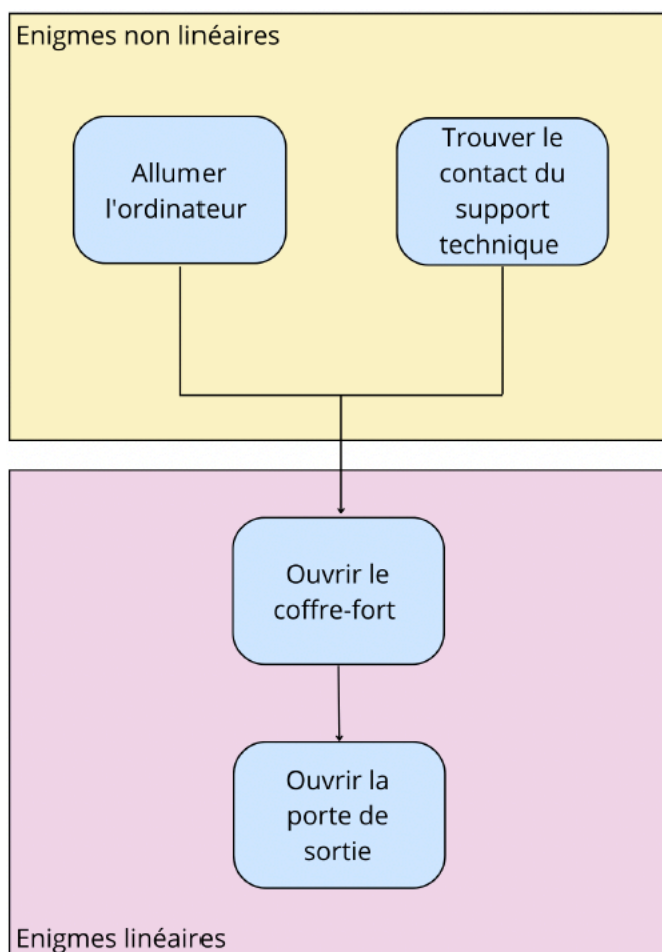 Enigmes non linéaires
Allumer
l'ordinateur
Trouver le
contact du
support
technique
Ouvrir le
coffre-fort
Ouvrir la
porte de
sortie
Enigmes linéaires